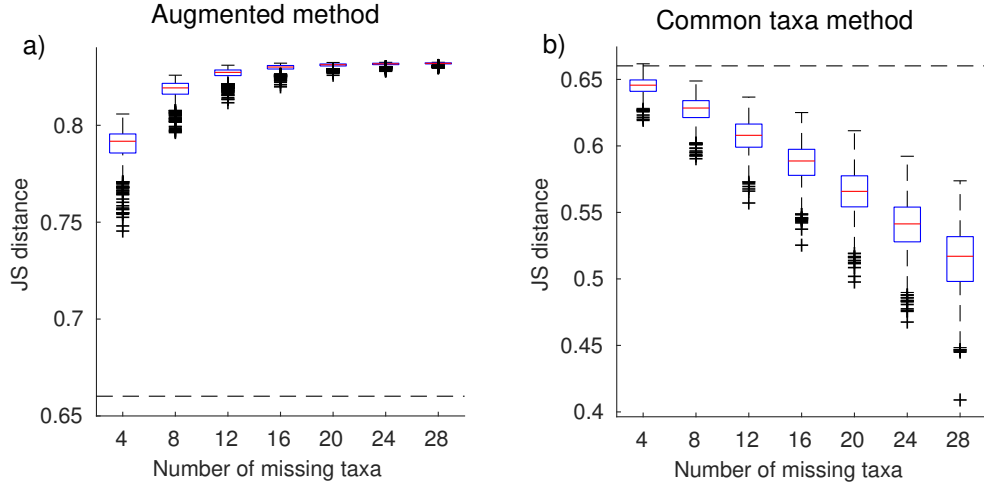 Augmented method
a)
JS distance
0.8
0.75
0.7
0.65
4 8 12 16 20 24 28
Number of missing taxa
Common taxa method
b)
JS distance
0.65
0.6
0.55
0.5
0.45
0.4
4 8 12 16 20 24 28
Number of missing taxa